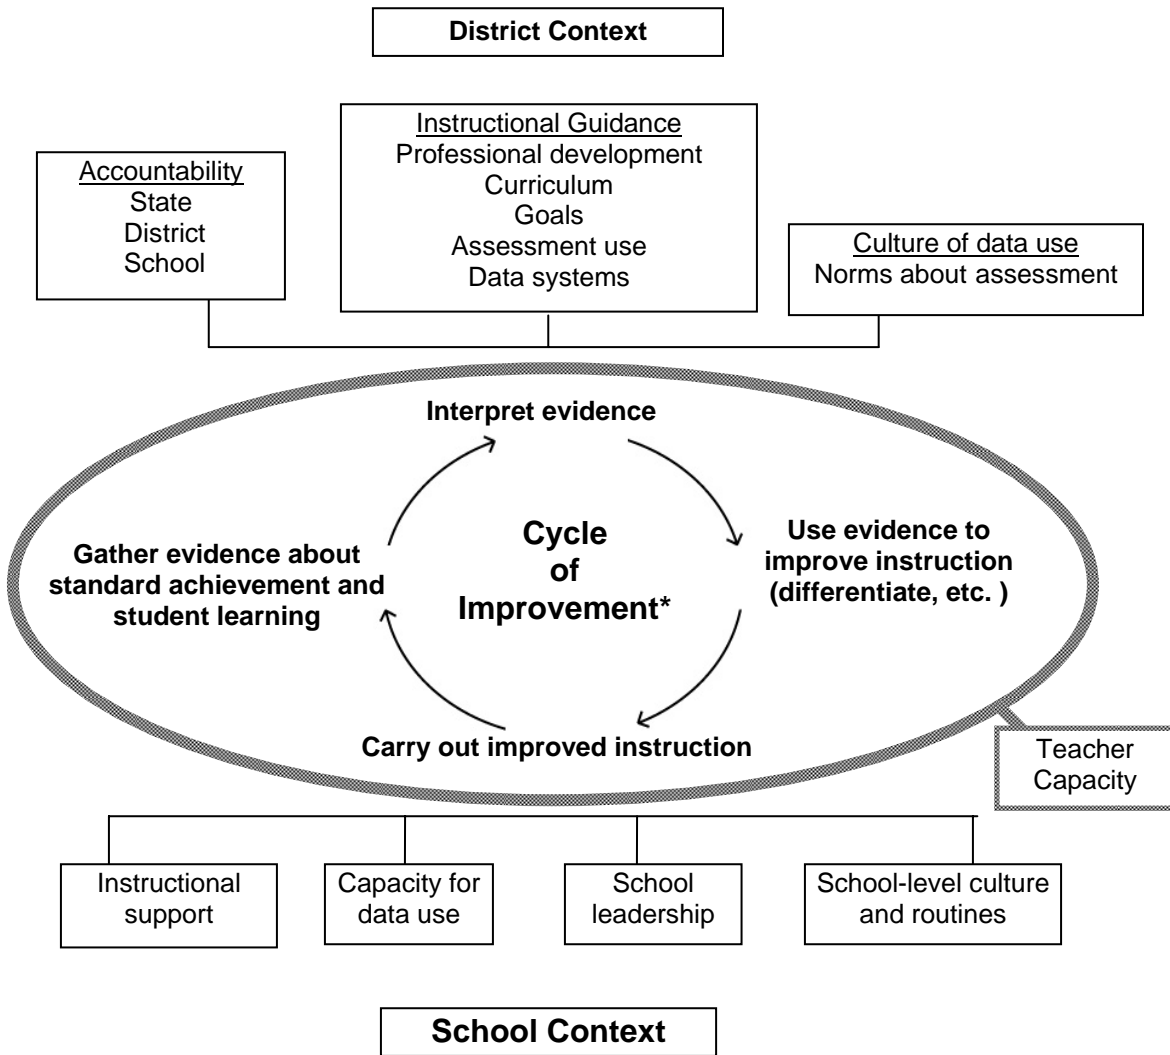 District Context
Instructional Guidance
Professional development
Curriculum
Goals
Assessment use
Data systems
Accountability
State
District
School
Culture of data use
Norms about assessment
Interpret evidence
Cycle
of
Improvement*
Use evidence to
improve instruction
(differentiate, etc. )
Gather evidence about
standard achievement and
student learning
Carry out improved instruction
Teacher
Capacity
Instructional
support
Capacity for
data use
School
leadership
School-level culture
and routines
School Context